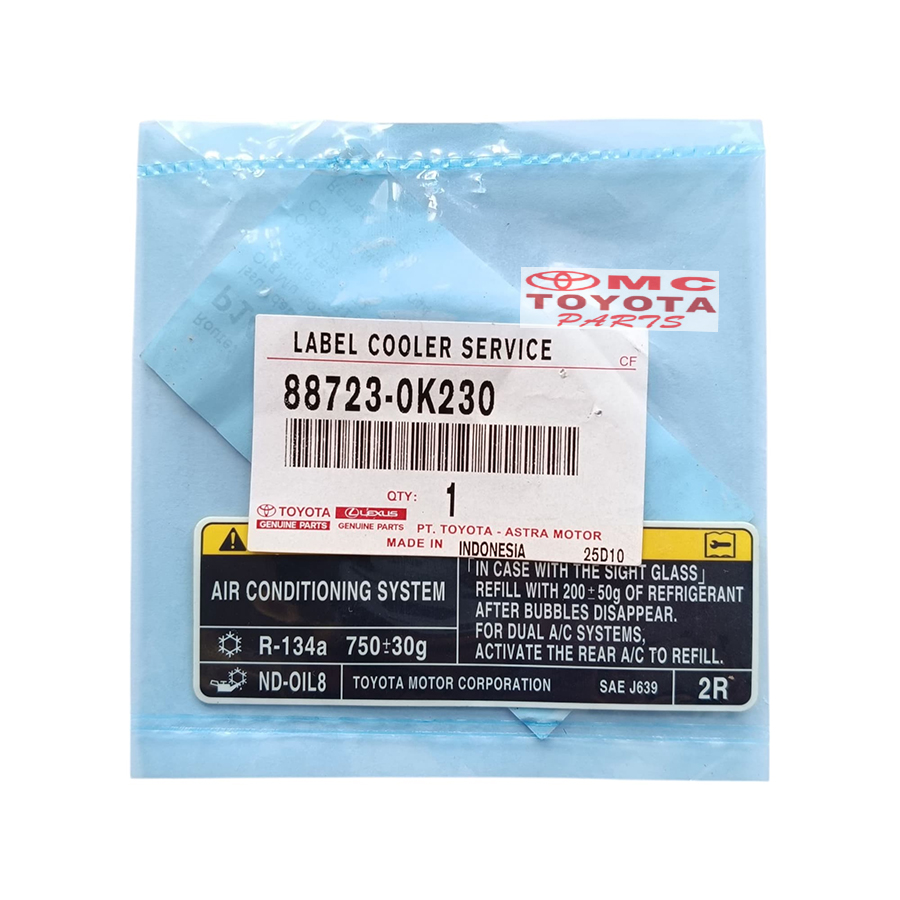 MC
TOYOTA
PARTS
LABEL COOLER SERVICE
CF
88723-0K230
QTY: 1
TOYOTA
GENUINE PARTS
LEXUS
GENUINE PARTS
PT. TOYOTA - ASTRA MOTOR
MADE IN INDONESIA 25D10
「IN CASE WITH THE SIGHT GLASS」
REFILL WITH 200±50g OF REFRIGERANT
AFTER BUBBLES DISAPPEAR.
FOR DUAL A/C SYSTEMS,
ACTIVATE THE REAR A/C TO REFILL.
AIR CONDITIONING SYSTEM
R-134a 750±30g
ND-OIL8 TOYOTA MOTOR CORPORATION SAE J639 2R